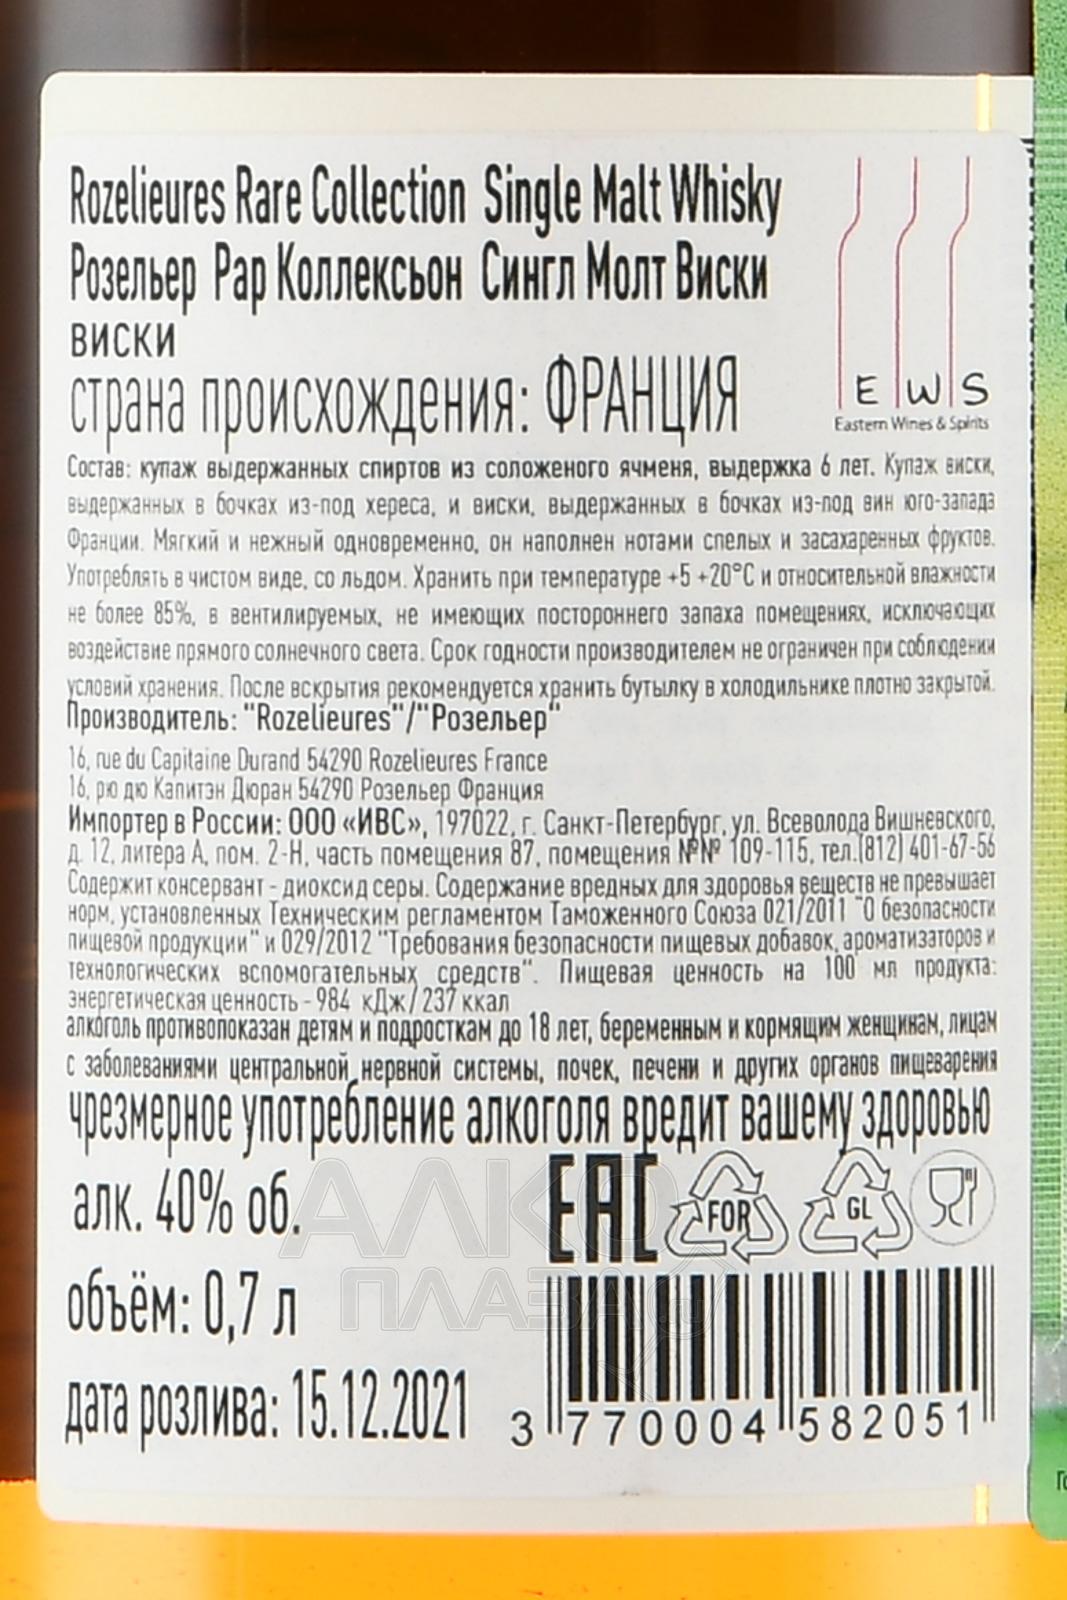 Rozelieures Rare Collection Single Malt Whisky
Розельер Рар Коллексьон Сингл Молт Виски
виски
страна происхождения: ФРАНЦИЯ
E W S
Eastern Wines & Spirits
Состав: купаж выдержанных спиртов из соложеного ячменя, выдержка 6 лет. Купаж виски,
выдержанных в бочках из-под хереса, и виски, выдержанных в бочках из-под вин юго-запада
Франции. Мягкий и нежный одновременно, он наполнен нотами спелых и засахаренных фруктов.
Употреблять в чистом виде, со льдом. Хранить при температуре +5 +20°С и относительной влажности
не более 85%, в вентилируемых, не имеющих постороннего запаха помещениях, исключающих
воздействие прямого солнечного света. Срок годности производителем не ограничен при соблюдении
условий хранения. После вскрытия рекомендуется хранить бутылку в холодильнике плотно закрытой.
Производитель: "Rozelieures"/"Розельер"
16, rue du Capitaine Durand 54290 Rozelieures France
16, рю дю Капитэн Дюран 54290 Розельер Франция
Импортер в России: ООО «ИВС», 197022, г. Санкт-Петербург, ул. Всеволода Вишневского,
д. 12, литера А, пом. 2-Н, часть помещения 87, помещения №№ 109-115, тел.(812) 401-67-56
Содержит консервант - диоксид серы. Содержание вредных для здоровья веществ не превышает
норм, установленных Техническим регламентом Таможенного Союза 021/2011 "О безопасности
пищевой продукции" и 029/2012 "Требования безопасности пищевых добавок, ароматизаторов и
технологических вспомогательных средств". Пищевая ценность на 100 мл продукта:
энергетическая ценность - 984 кДж/237 ккал
алкоголь противопоказан детям и подросткам до 18 лет, беременным и кормящим женщинам, лицам
с заболеваниями центральной нервной системы, почек, печени и других органов пищеварения
чрезмерное употребление алкоголя вредит вашему здоровью
алк. 40% об.
EAC
FOR
GL
АЛКО
ПЛАЗА.ru
объём: 0,7 л
дата розлива: 15.12.2021
3 770004 582051